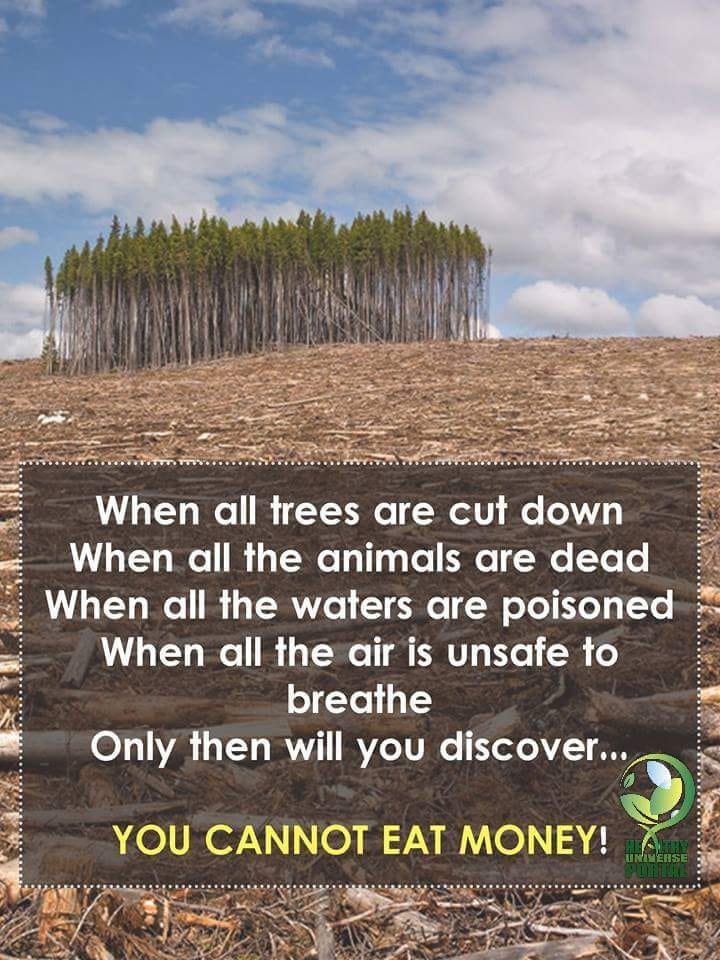 When all trees are cut down
When all the animals are dead
When all the waters are poisoned
When all the air is unsafe to
breathe
Only then will you discover...
YOU CANNOT EAT MONEY!
HEALTHY
UNIVERSE
PORTAL